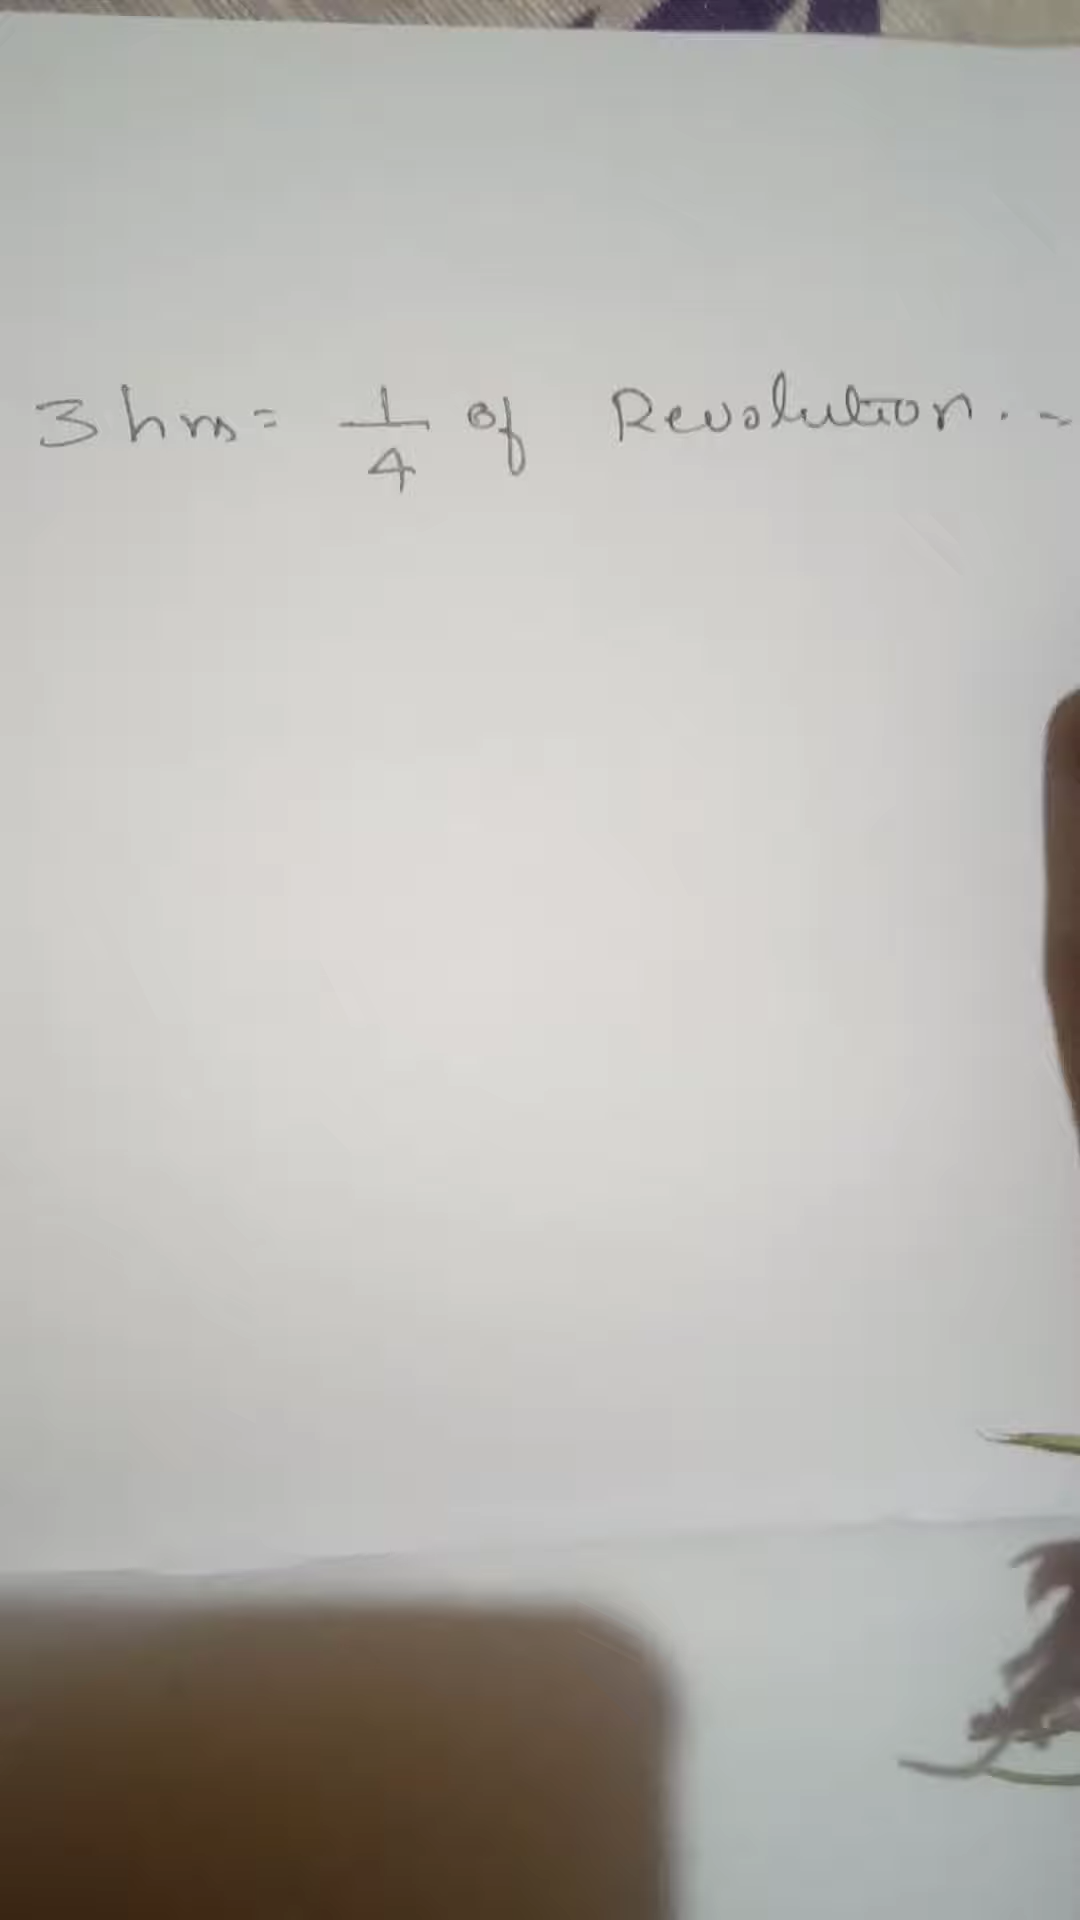 3 hrs = 1/4 of Revolution. -